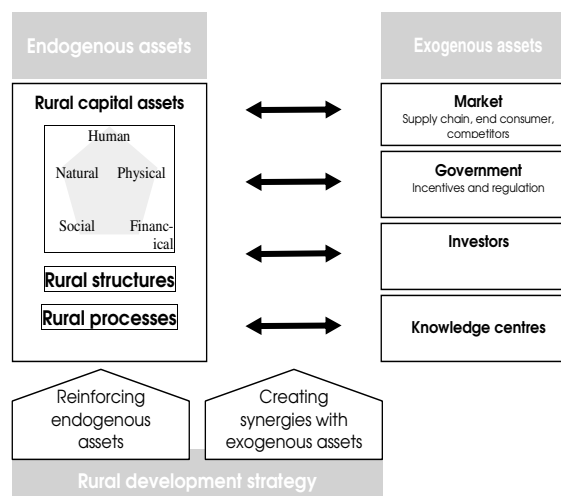 Endogenous assets
Exogenous assets
Rural capital assets
Human
Natural Physical
Social Financ-
ical
Rural structures
Rural processes
Market
Supply chain, end consumer,
competitors
Government
Incentives and regulation
Investors
Knowledge centres
Reinforcing
endogenous
assets
Creating
synergies with
exogenous assets
Rural development strategy